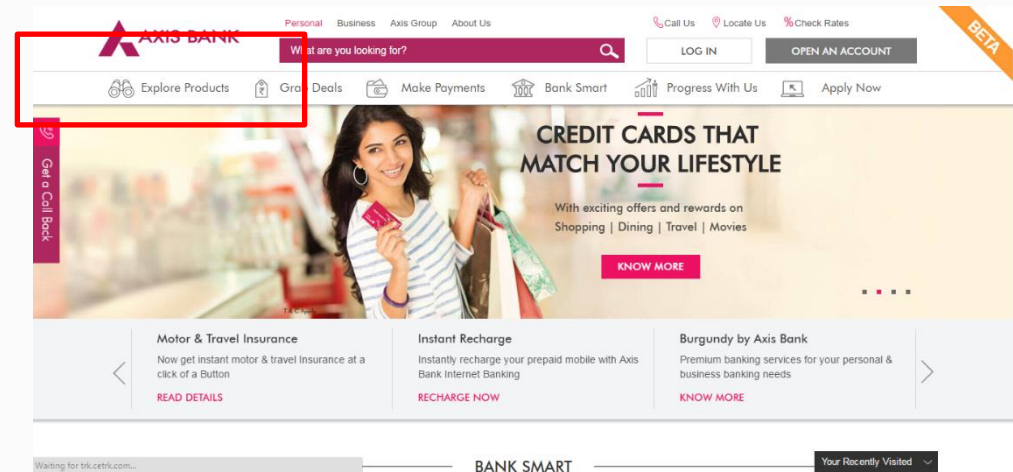 Personal Business Axis Group About Us Call Us Locate Us Check Rates
AXIS BANK
What are you looking for? LOG IN OPEN AN ACCOUNT
BETA
Explore Products Grab Deals Make Payments Bank Smart Progress With Us Apply Now
Get a Call Back
CREDIT CARDS THAT
MATCH YOUR LIFESTYLE
With exciting offers and rewards on
Shopping | Dining | Travel | Movies
KNOW MORE
Motor & Travel Insurance
Now get instant motor & travel Insurance at a
click of a Button
READ DETAILS
Instant Recharge
Instantly recharge your prepaid mobile with Axis
Bank Internet Banking
RECHARGE NOW
Burgundy by Axis Bank
Premium banking services for your personal &
business banking needs
KNOW MORE
Waiting for trk.cetrk.com...
BANK SMART
Your Recently Visited